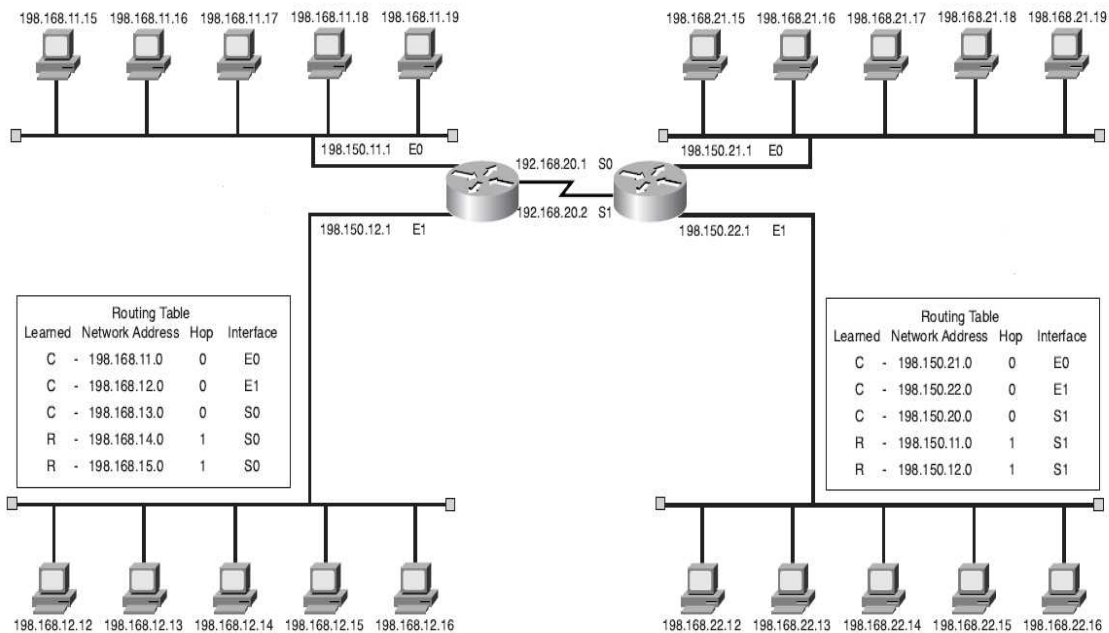 198.168.11.15 198.168.11.16 198.168.11.17 198.168.11.18 198.168.11.19
198.168.21.15 198.168.21.16 198.168.21.17 198.168.21.18 198.168.21.19
198.150.11.1 E0
192.168.20.1 S0
198.150.21.1 E0
192.168.20.2 S1
198.150.12.1 E1
198.150.22.1 E1
Routing Table
Learned Network Address Hop Interface
C - 198.168.11.0 0 E0
C - 198.168.12.0 0 E1
C - 198.168.13.0 0 S0
R - 198.168.14.0 1 S0
R - 198.168.15.0 1 S0
Routing Table
Learned Network Address Hop Interface
C - 198.150.21.0 0 E0
C - 198.150.22.0 0 E1
C - 198.150.20.0 0 S1
R - 198.150.11.0 1 S1
R - 198.150.12.0 1 S1
198.168.12.12 198.168.12.13 198.168.12.14 198.168.12.15 198.168.12.16
198.168.22.12 198.168.22.13 198.168.22.14 198.168.22.15 198.168.22.16